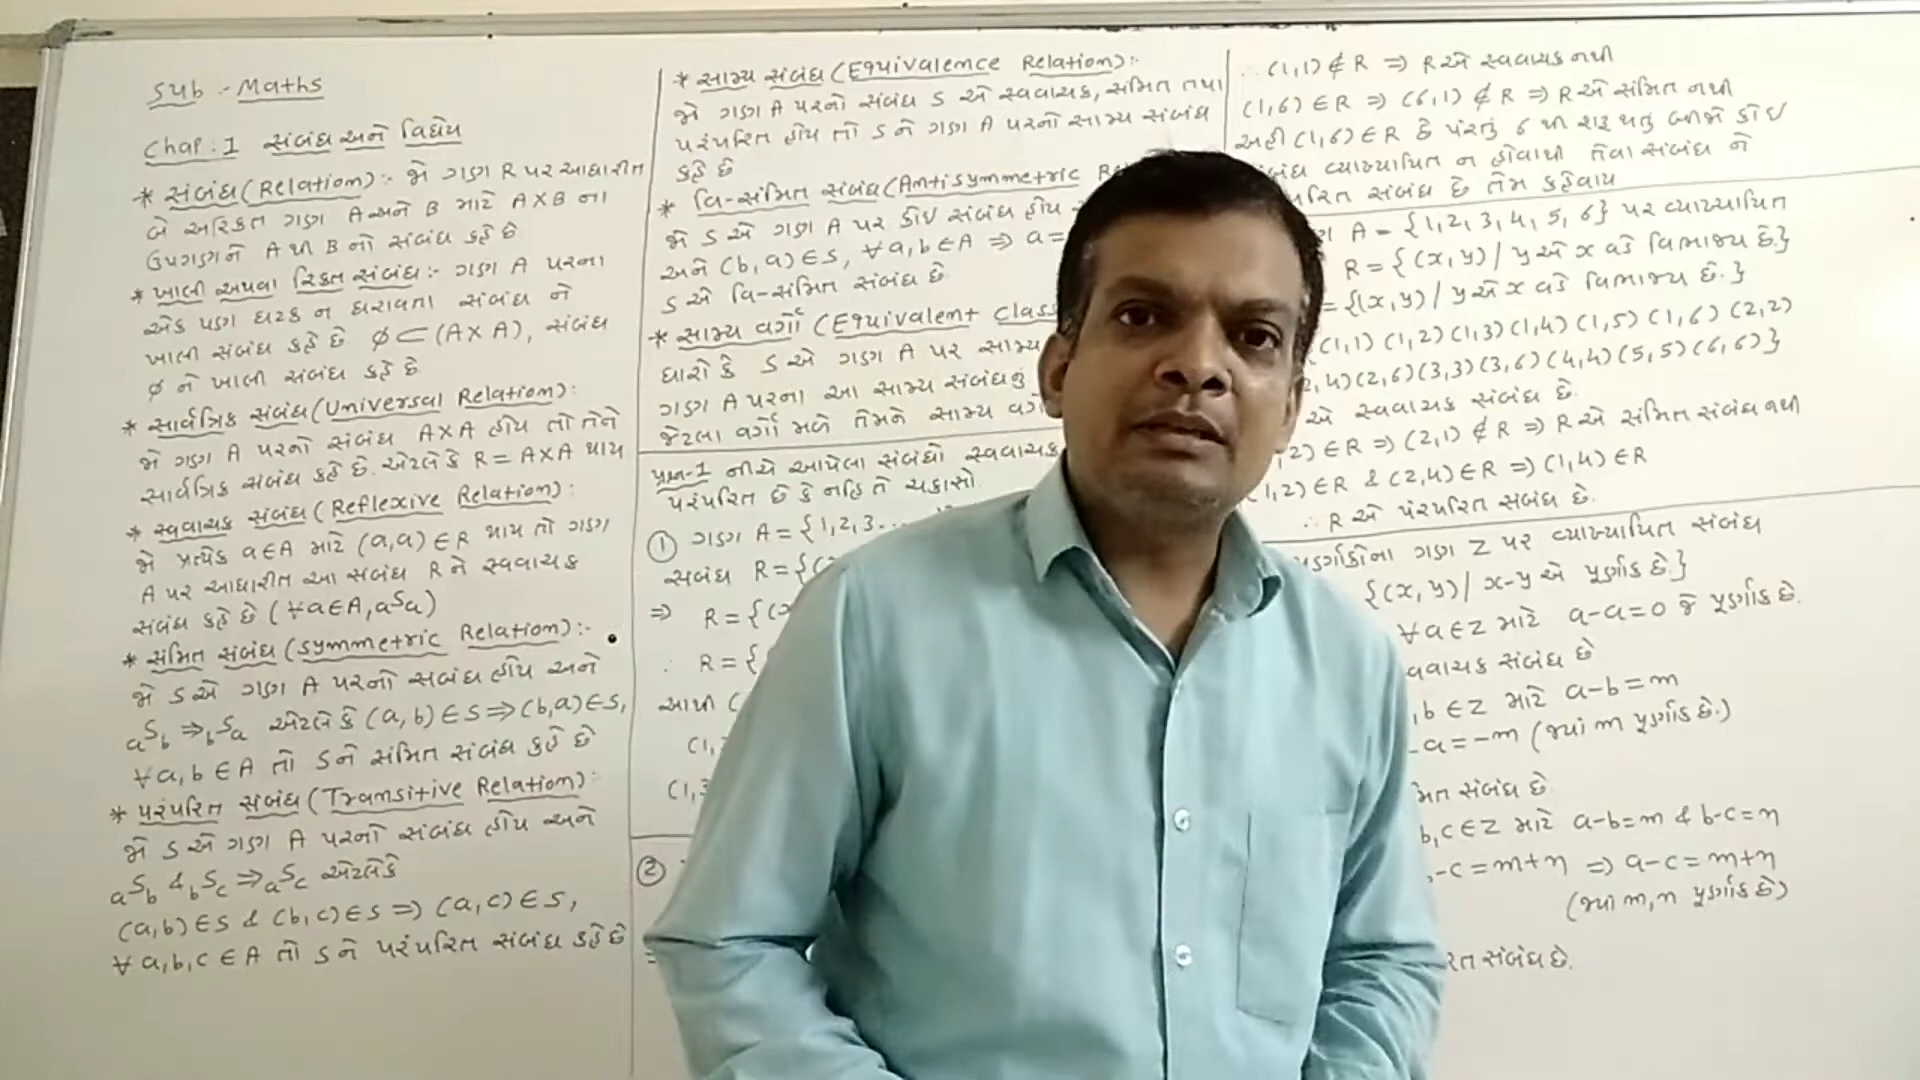 Sub :- Maths
Chap. 1 સંબંધ અને વિધેય
* સંબંધ (Relation) :- જો ગણ R પર આધારીત
બે અરિક્ત ગણ A અને B માટે A×B ના
ઉપગણને A થી B નો સંબંધ કહે છે
* ખાલી અથવા રિક્ત સંબંધ :- ગણ A પરના
એક પણ ઘટક ન ધરાવતા સંબંધ ને
ખાલી સંબંધ કહે છે. ∅ ⊂ (A×A), સંબંધ
∅ ને ખાલી સંબંધ કહે છે
* સાર્વત્રિક સંબંધ (Universal Relation) :
જો ગણ A પરનો સંબંધ A×A હોય તો તેને
સાર્વત્રિક સંબંધ કહે છે. એટલે કે R = A×A થાય
* સ્વવાચક સંબંધ (Reflexive Relation) :
જો પ્રત્યેક a∈A માટે (a,a)∈R થાય તો ગણ
A પર આધારીત આ સંબંધ R ને સ્વવાચક
સંબંધ કહે છે (∀a∈A, aSa)
* સંમિત સંબંધ (Symmetric Relation) :-
જો S એ ગણ A પરનો સંબંધ હોય અને
aSb ⇒ bSa એટલે કે (a,b)∈S ⇒ (b,a)∈S,
∀a,b∈A તો S ને સંમિત સંબંધ કહે છે
* પરંપરિત સંબંધ (Transitive Relation) :-
જો S એ ગણ A પરનો સંબંધ હોય અને
aSb & bSc ⇒ aSc એટલેકે
(a,b)∈S & (b,c)∈S ⇒ (a,c)∈S,
∀a,b,c∈A તો S ને પરંપરિત સંબંધ કહે છે
* સામ્ય સંબંધ (Equivalence Relation) :-
જો ગણ A પરનો સંબંધ S એ સ્વવાચક, સંમિત તથા
પરંપરિત હોય તો S ને ગણ A પરનો સામ્ય સંબંધ
કહે છે
* વિ-સંમિત સંબંધ (Antisymmetric Re
જો S એ ગણ A પર કોઇ સંબંધ હોય
અને (b,a)∈S, ∀a,b∈A ⇒ a=
S એ વિ-સંમિત સંબંધ છે
* સામ્ય વર્ગો (Equivalent Class
ધારો કે S એ ગણ A પર સામ્ય
ગણ A પરના આ સામ્ય સંબંધનું
જેટલા વર્ગો મળે તેમને સામ્ય વર્ગો
પ્રશ્ન-1 નીચે આપેલા સંબંધો સ્વવાચક
પરંપરિત છે કે નહિ તે ચકાસો.
① ગણ A = {1,2,3...
સબંધ R = {(
⇒ R = {(
∴ R = {
આથી (
(1,
(1,3
②
∴ (1,1) ∉ R ⇒ R એ સ્વવાચક નથી
(1,6) ∈ R ⇒ (6,1) ∉ R ⇒ R એ સંમિત નથી
અહી (1,6) ∈ R છે પરંતુ 6 થી શરૂ થતુ બીજો કોઇ
સંબંધ વ્યાખ્યાયિત ન હોવાથી તેવા સંબંધ ને
પરિત સંબંધ છે તેમ કહેવાય
A = {1,2,3,4,5,6} પર વ્યાખ્યાયિત
R = {(x,y) / y એ x વડે વિભાજ્ય છે.}
= {(x,y) / y એ x વડે વિભાજ્ય છે.}
(1,1) (1,2) (1,3) (1,4) (1,5) (1,6) (2,2)
2,4) (2,6) (3,3) (3,6) (4,4) (5,5) (6,6)}
એ સ્વવાચક સંબંધ છે.
,2) ∈ R ⇒ (2,1) ∉ R ⇒ R એ સંમિત સંબંધ નથી
1,2) ∈ R & (2,4) ∈ R ⇒ (1,4) ∈ R
∴ R એ પરંપરિત સબંધ છે.
પૂર્ણાંકોના ગણ Z પર વ્યાખ્યાયિત સંબંધ
{(x,y) / x-y એ પૂર્ણાંક છે.}
∀a∈Z માટે a-a=0 જે પૂર્ણાંક છે.
વવાચક સંબંધ છે
,b∈Z માટે a-b=m
-a=-m (જ્યાં m પૂર્ણાંક છે.)
મિત સંબંધ છે.
b,c∈Z માટે a-b=m & b-c=n
-c=m+n ⇒ a-c=m+n
(જ્યાં m,n પૂર્ણાંક છે)
રિત સંબંધ છે.